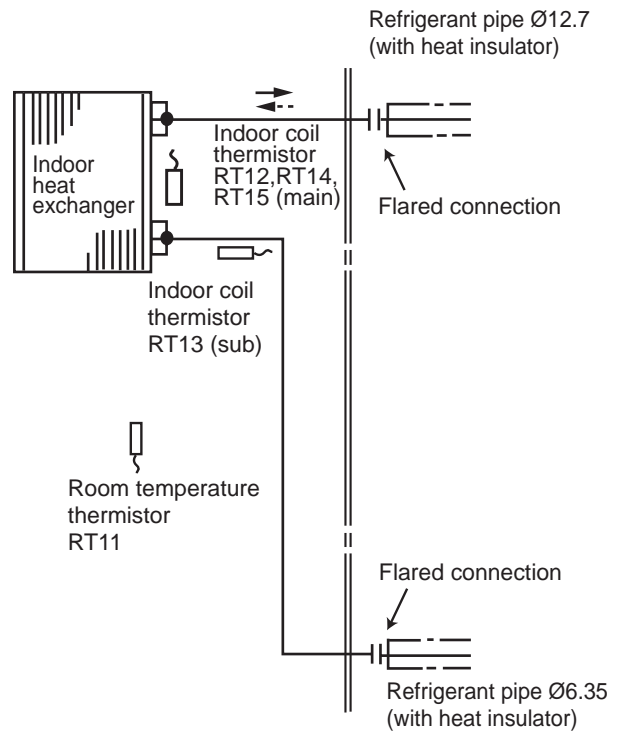 Refrigerant pipe Ø12.7
(with heat insulator)
Indoor
heat
exchanger
Indoor coil
thermistor
RT12,RT14,
RT15 (main)
Flared connection
Indoor coil
thermistor
RT13 (sub)
Room temperature
thermistor
RT11
Flared connection
Refrigerant pipe Ø6.35
(with heat insulator)